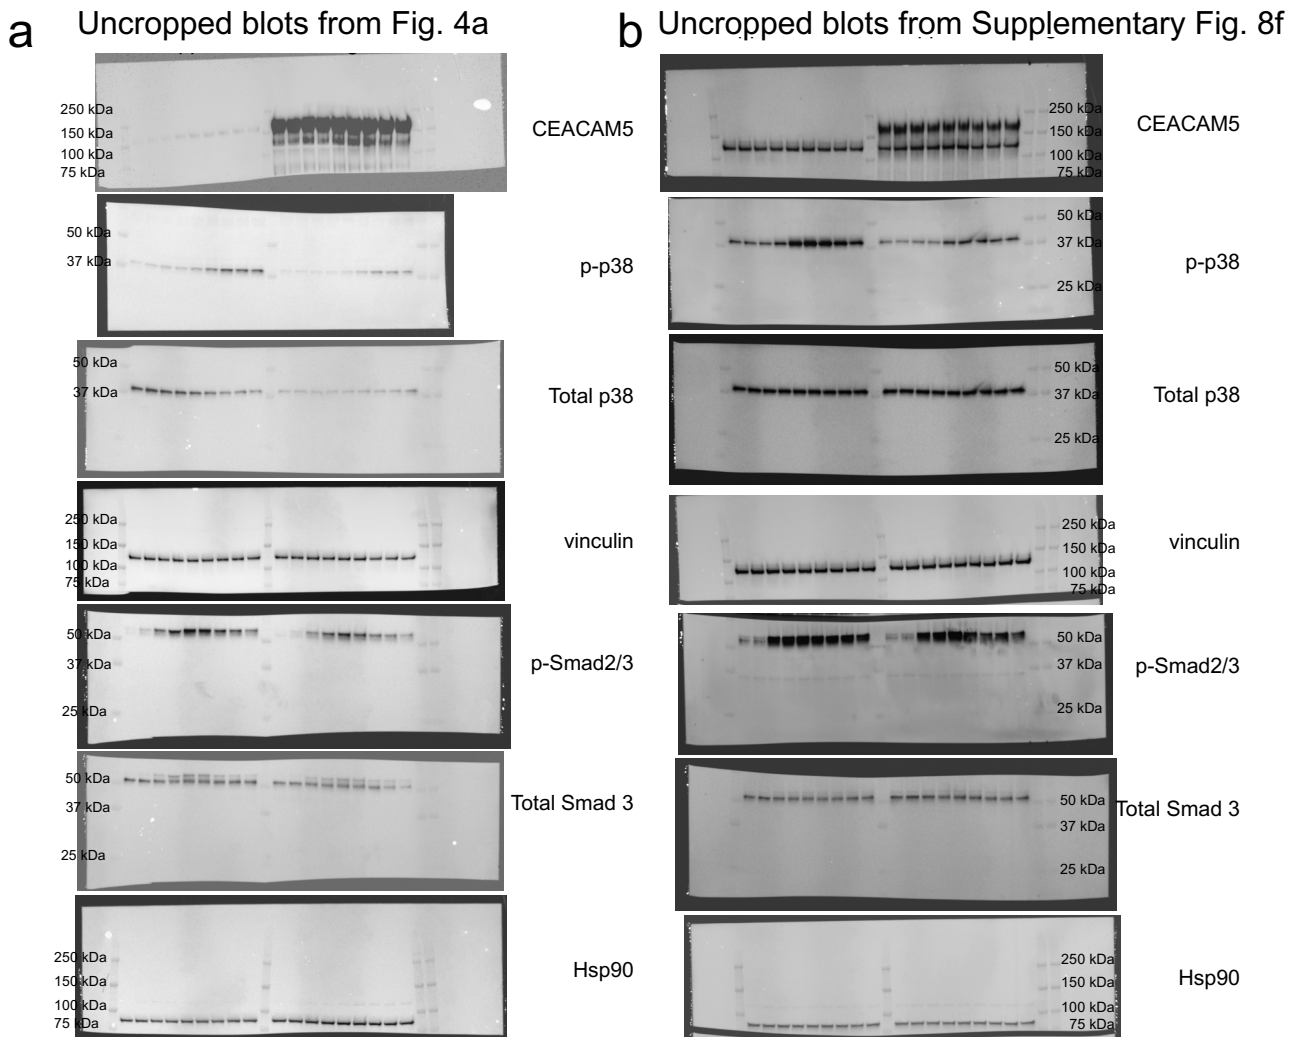 a Uncropped blots from Fig. 4a
250 kDa
150 kDa
100 kDa
75 kDa
CEACAM5
50 kDa
37 kDa
p-p38
50 kDa
37 kDa
Total p38
250 kDa
150 kDa
100 kDa
75 kDa
vinculin
50 kDa
37 kDa
25 kDa
p-Smad2/3
50 kDa
37 kDa
25 kDa
Total Smad 3
250 kDa
150 kDa
100 kDa
75 kDa
Hsp90
b Uncropped blots from Supplementary Fig. 8f
250 kDa
150 kDa
100 kDa
75 kDa
CEACAM5
50 kDa
37 kDa
25 kDa
p-p38
50 kDa
37 kDa
25 kDa
Total p38
250 kDa
150 kDa
100 kDa
75 kDa
vinculin
50 kDa
37 kDa
25 kDa
p-Smad2/3
50 kDa
37 kDa
25 kDa
Total Smad 3
250 kDa
150 kDa
100 kDa
75 kDa
Hsp90